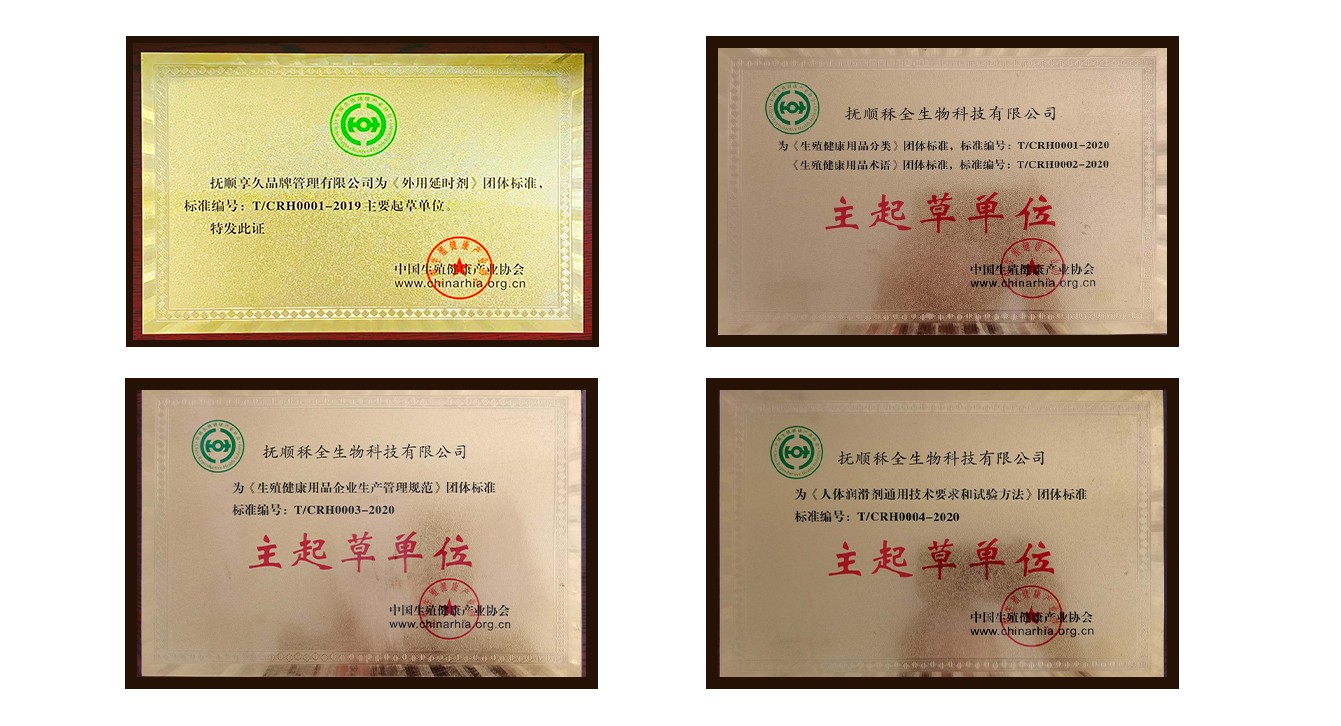 抚顺享久品牌管理有限公司为《外用延时剂》团体标准，
标准编号：T/CRH0001-2019主要起草单位。
特发此证
中国生殖健康产业协会
www.chinarhia.org.cn
抚顺秝全生物科技有限公司
为《生殖健康用品分类》团体标准，标准编号：T/CRH0001-2020
《生殖健康用品术语》团体标准，标准编号：T/CRH0002-2020
主起草单位
中国生殖健康产业协会
www.chinarhia.org.cn
抚顺秝全生物科技有限公司
为《生殖健康用品企业生产管理规范》团体标准
标准编号：T/CRH0003-2020
主起草单位
中国生殖健康产业协会
www.chinarhia.org.cn
抚顺秝全生物科技有限公司
为《人体润滑剂通用技术要求和试验方法》团体标准
标准编号：T/CRH0004-2020
主起草单位
中国生殖健康产业协会
www.chinarhia.org.cn